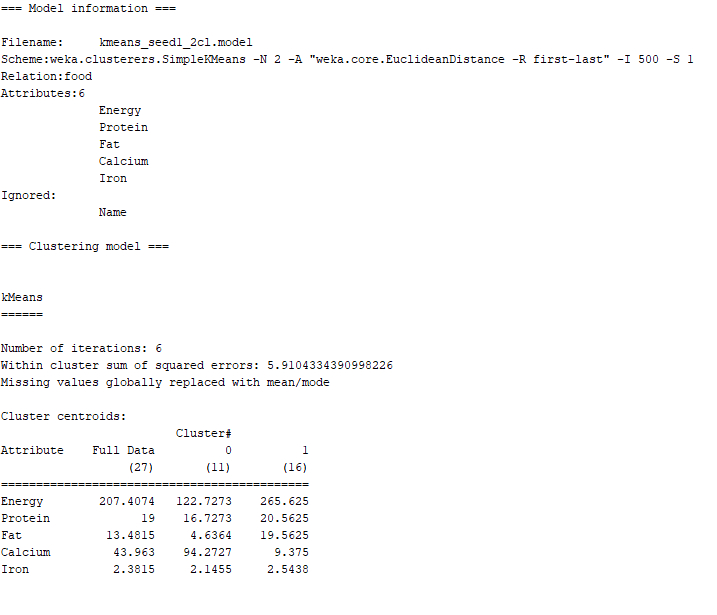 === Model information ===
Filename:     kmeans_seed1_2cl.model
Scheme:weka.clusterers.SimpleKMeans -N 2 -A "weka.core.EuclideanDistance -R first-last" -I 500 -S 1
Relation:food
Attributes:6
              Energy
              Protein
              Fat
              Calcium
              Iron
Ignored:
              Name
=== Clustering model ===
kMeans
======
Number of iterations: 6
Within cluster sum of squared errors: 5.9104334390998226
Missing values globally replaced with mean/mode
Cluster centroids:
                         Cluster#
Attribute    Full Data          0          1
                  (27)       (11)       (16)
============================================
Energy        207.4074   122.7273    265.625
Protein             19    16.7273    20.5625
Fat            13.4815     4.6364    19.5625
Calcium         43.963    94.2727      9.375
Iron            2.3815     2.1455     2.5438